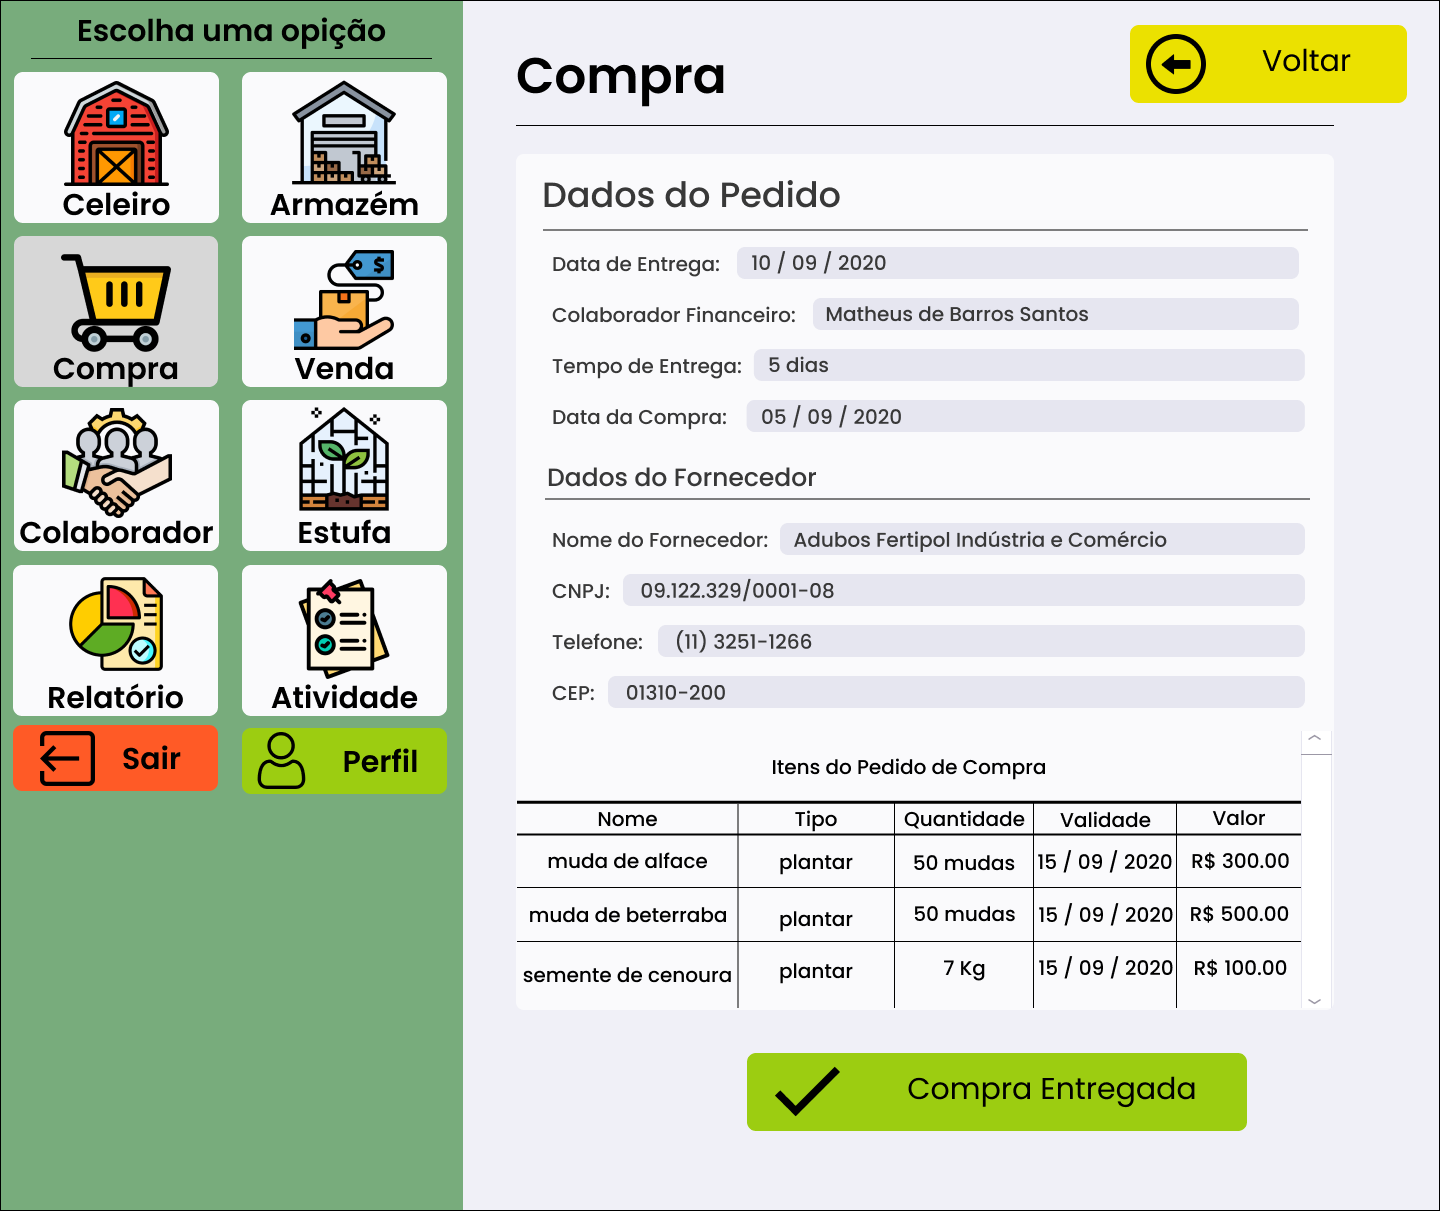 Escolha uma opição
Celeiro
Armazém
Compra
Venda
Colaborador
Estufa
Relatório
Atividade
Sair
Perfil
Compra
Voltar
Dados do Pedido
Data de Entrega: 10 / 09 / 2020
Colaborador Financeiro: Matheus de Barros Santos
Tempo de Entrega: 5 dias
Data da Compra: 05 / 09 / 2020
Dados do Fornecedor
Nome do Fornecedor: Adubos Fertipol Indústria e Comércio
CNPJ: 09.122.329/0001-08
Telefone: (11) 3251-1266
CEP: 01310-200
Itens do Pedido de Compra
Nome Tipo Quantidade Validade Valor
muda de alface plantar 50 mudas 15 / 09 / 2020 R$ 300.00
muda de beterraba plantar 50 mudas 15 / 09 / 2020 R$ 500.00
semente de cenoura plantar 7 Kg 15 / 09 / 2020 R$ 100.00
Compra Entregada